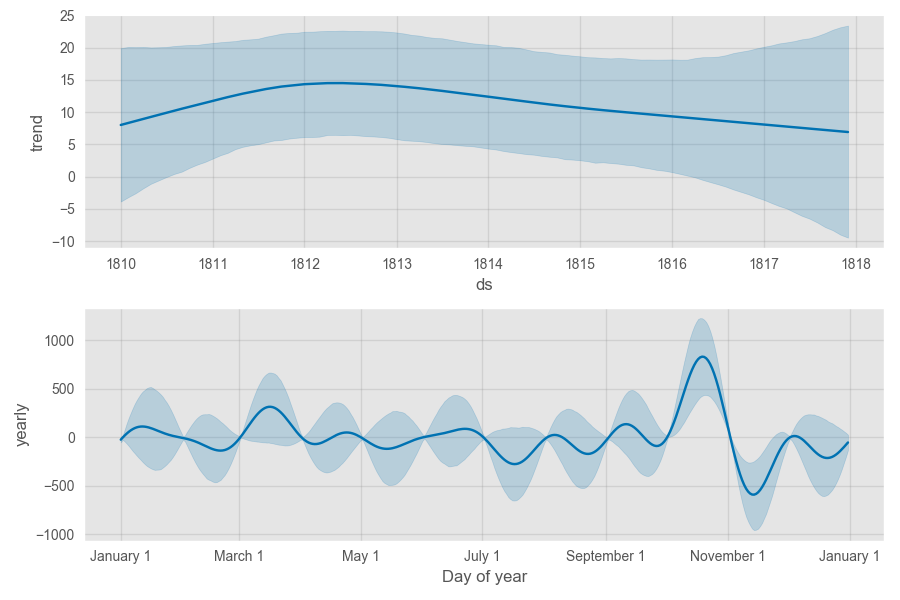 25
20
15
10
5
0
−5
−10
trend
1810 1811 1812 1813 1814 1815 1816 1817 1818
ds
1000
500
0
−500
−1000
yearly
January 1 March 1 May 1 July 1 September 1 November 1 January 1
Day of year